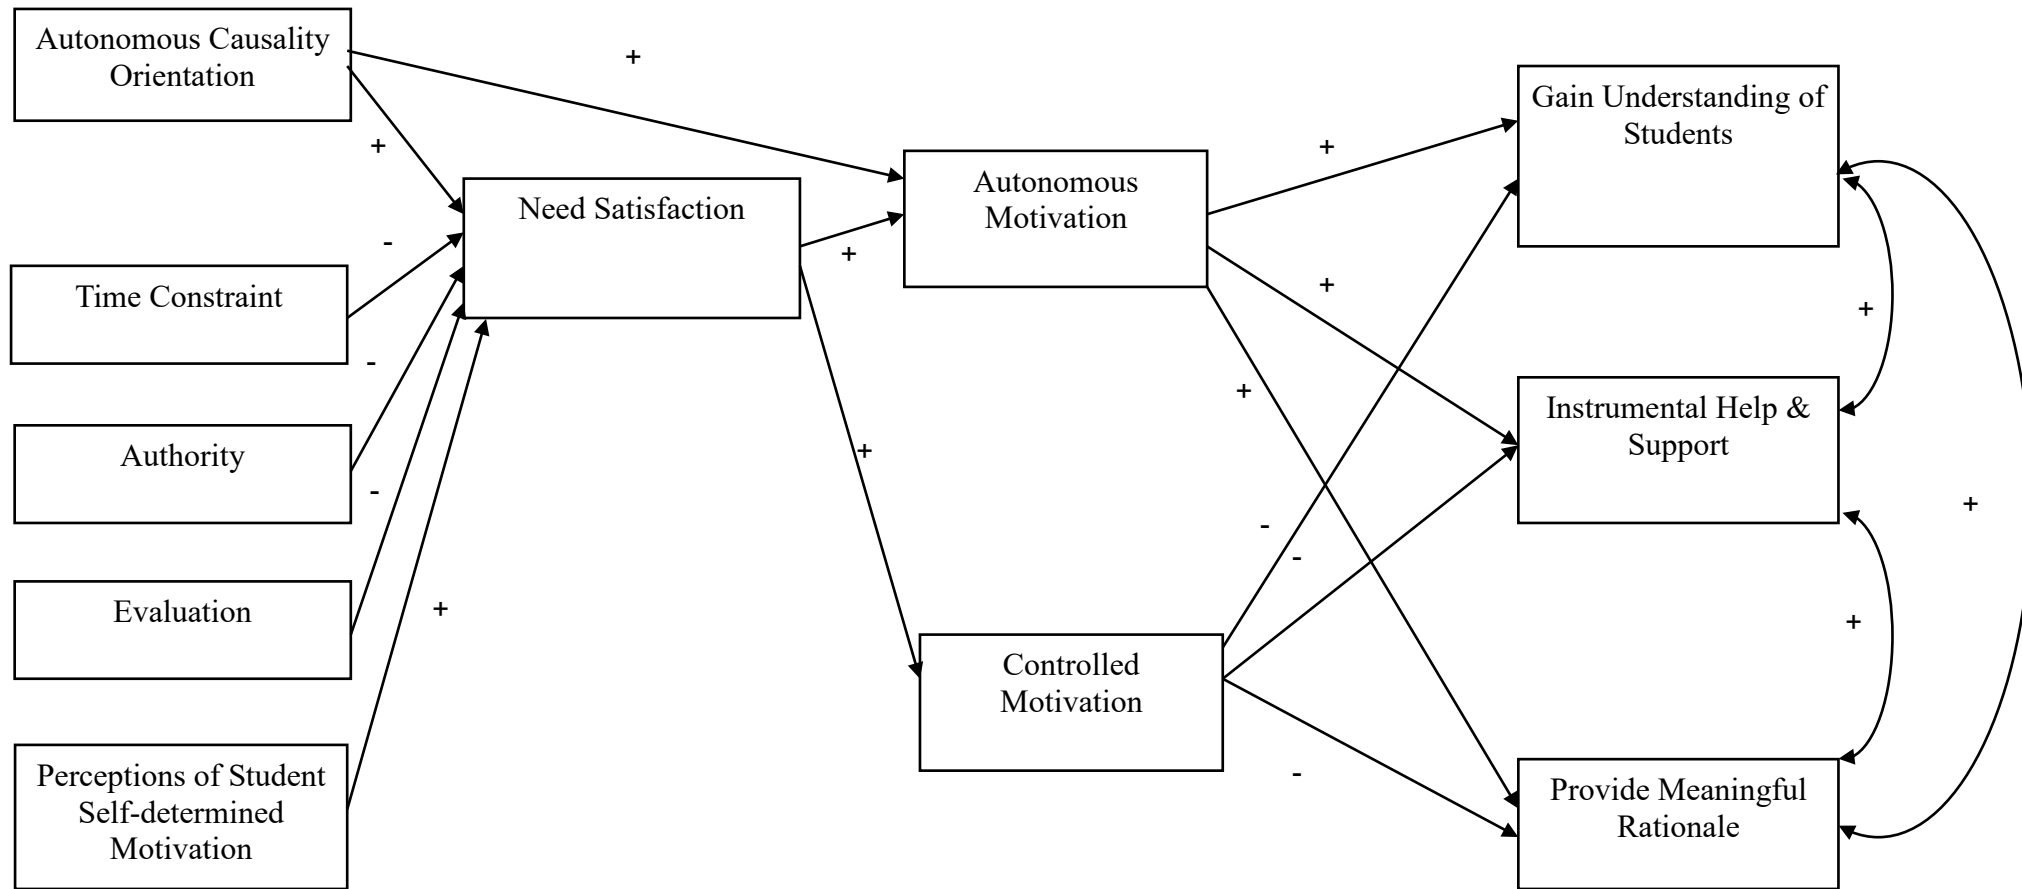 Autonomous Causality
Orientation
+
+
Time Constraint
-
Authority
-
Evaluation
-
Perceptions of Student
Self-determined
Motivation
+
Need Satisfaction
+
+
Autonomous
Motivation
+
+
+
Controlled
Motivation
-
-
-
Gain Understanding of
Students
Instrumental Help &
Support
Provide Meaningful
Rationale
+
+
+